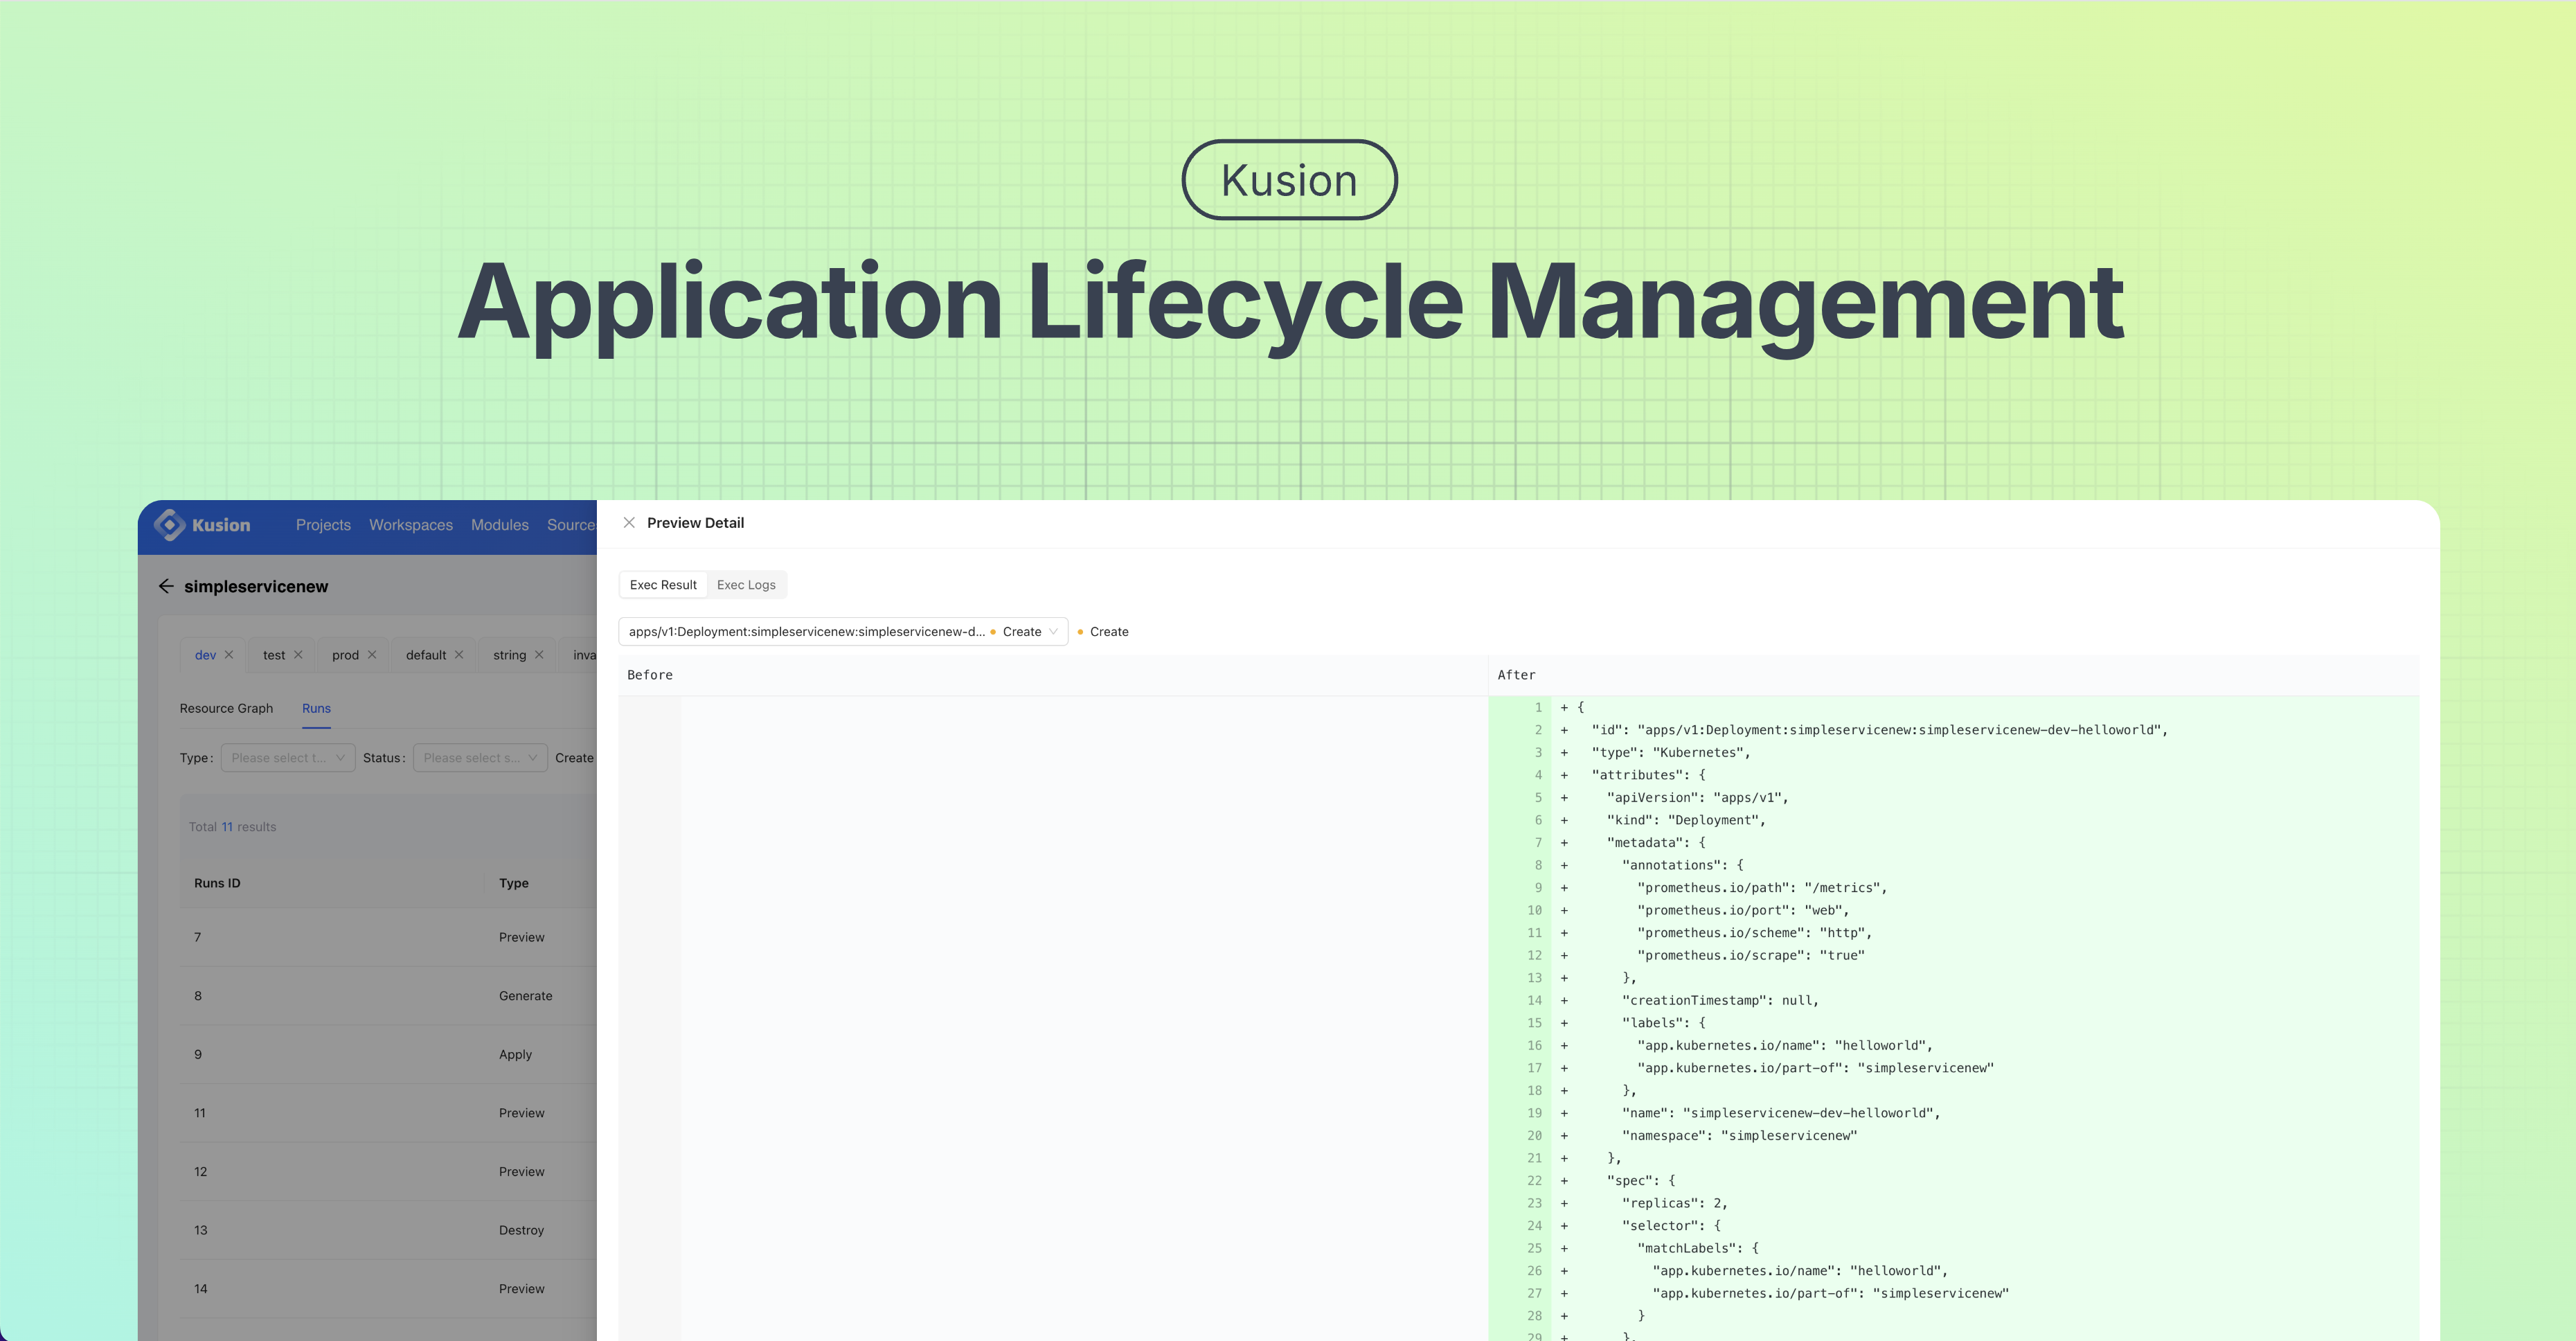 Kusion
Application Lifecycle Management
Kusion
Projects Workspaces Modules Source
simpleservicenew
dev test prod default string
Resource Graph Runs
Type : Please select t... Status : Please select s... Create
Total 11 results
Runs ID Type
7 Preview
8 Generate
9 Apply
11 Preview
12 Preview
13 Destroy
14 Preview
Preview Detail
Exec Result Exec Logs
apps/v1:Deployment:simpleservicenew:simpleservicenew-d... Create Create
Before After
1 + {
2 + "id": "apps/v1:Deployment:simpleservicenew:simpleservicenew-dev-helloworld",
3 + "type": "Kubernetes",
4 + "attributes": {
5 + "apiVersion": "apps/v1",
6 + "kind": "Deployment",
7 + "metadata": {
8 + "annotations": {
9 + "prometheus.io/path": "/metrics",
10 + "prometheus.io/port": "web",
11 + "prometheus.io/scheme": "http",
12 + "prometheus.io/scrape": "true"
13 + },
14 + "creationTimestamp": null,
15 + "labels": {
16 + "app.kubernetes.io/name": "helloworld",
17 + "app.kubernetes.io/part-of": "simpleservicenew"
18 + },
19 + "name": "simpleservicenew-dev-helloworld",
20 + "namespace": "simpleservicenew"
21 + },
22 + "spec": {
23 + "replicas": 2,
24 + "selector": {
25 + "matchLabels": {
26 + "app.kubernetes.io/name": "helloworld",
27 + "app.kubernetes.io/part-of": "simpleservicenew"
28 + }
29 + },